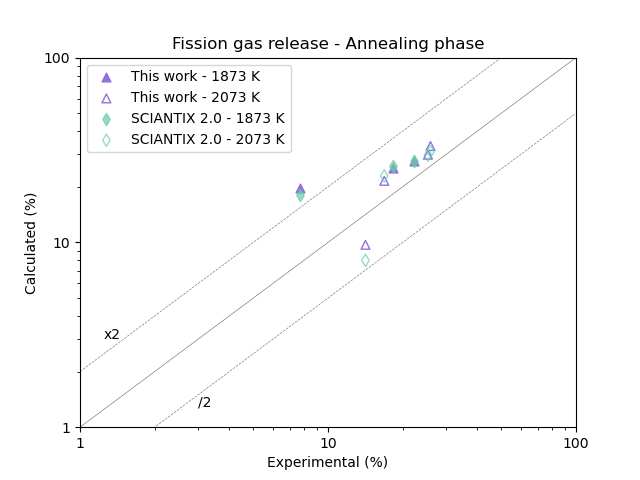 Fission gas release - Annealing phase
100
10
1
Calculated (%)
This work - 1873 K
This work - 2073 K
SCIANTIX 2.0 - 1873 K
SCIANTIX 2.0 - 2073 K
x2
/2
1
10
100
Experimental (%)